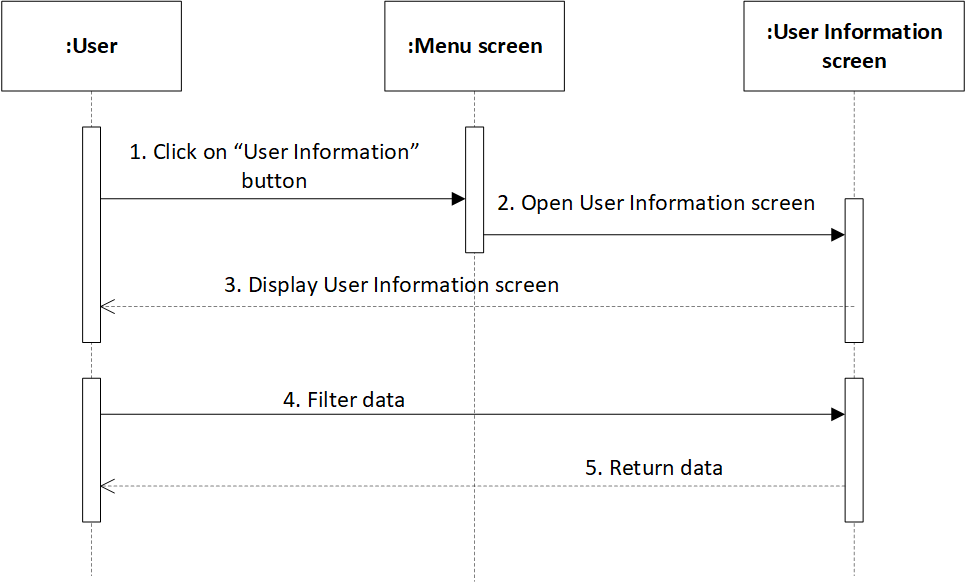 :User
:Menu screen
:User Information
screen
1. Click on “User Information”
button
2. Open User Information screen
3. Display User Information screen
4. Filter data
5. Return data